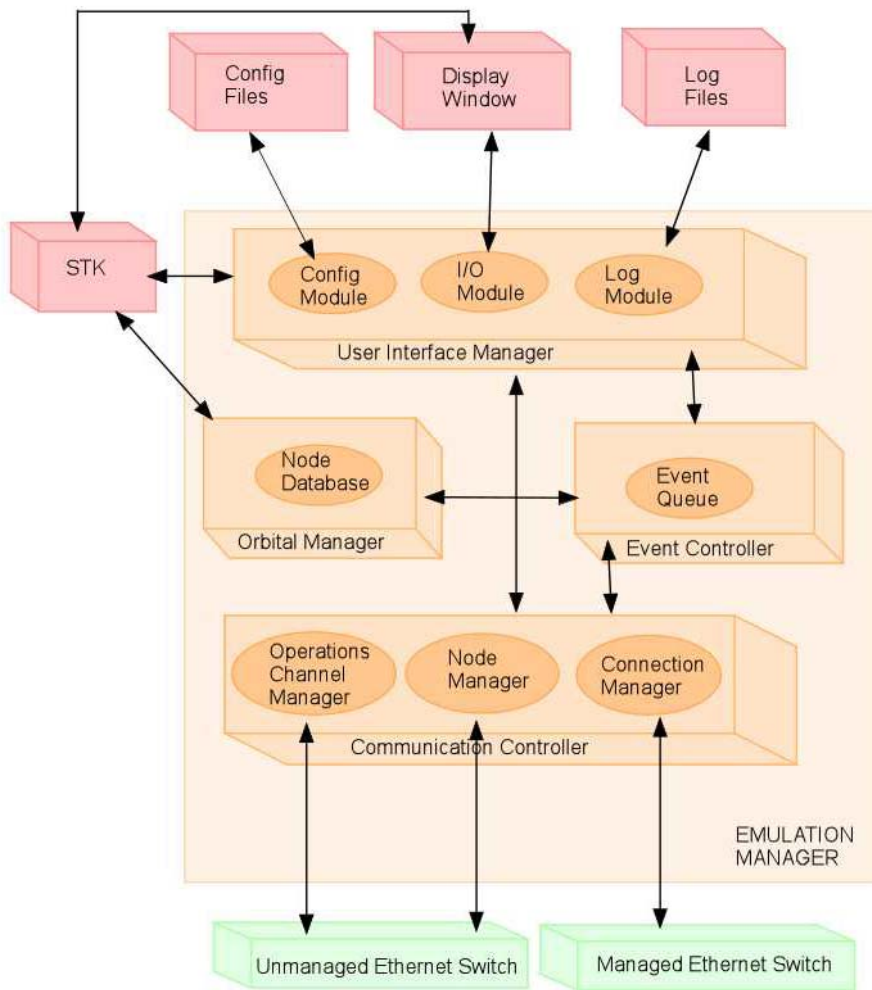 Config
Files
Display
Window
Log
Files
STK
Config
Module
I/O
Module
Log
Module
User Interface Manager
Node
Database
Orbital Manager
Event
Queue
Event Controller
Operations
Channel
Manager
Node
Manager
Connection
Manager
Communication Controller
EMULATION
MANAGER
Unmanaged Ethernet Switch
Managed Ethernet Switch